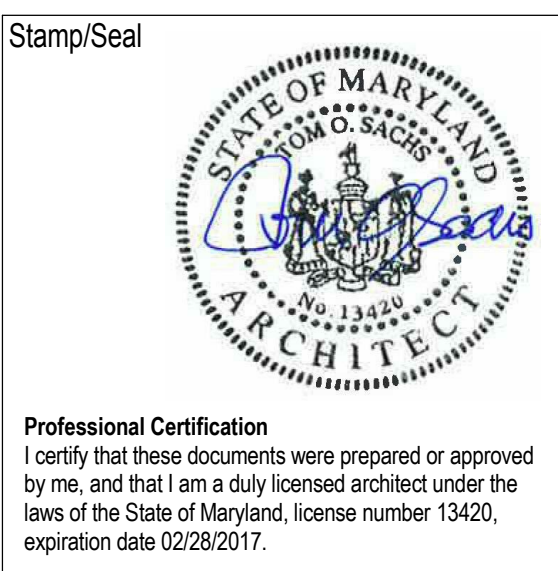 Stamp/Seal
STATE OF MARYLAND
TOM O. SACHS
Tom O Sachs
No. 13420
ARCHITECT
Professional Certification
I certify that these documents were prepared or approved
by me, and that I am a duly licensed architect under the
laws of the State of Maryland, license number 13420,
expiration date 02/28/2017.